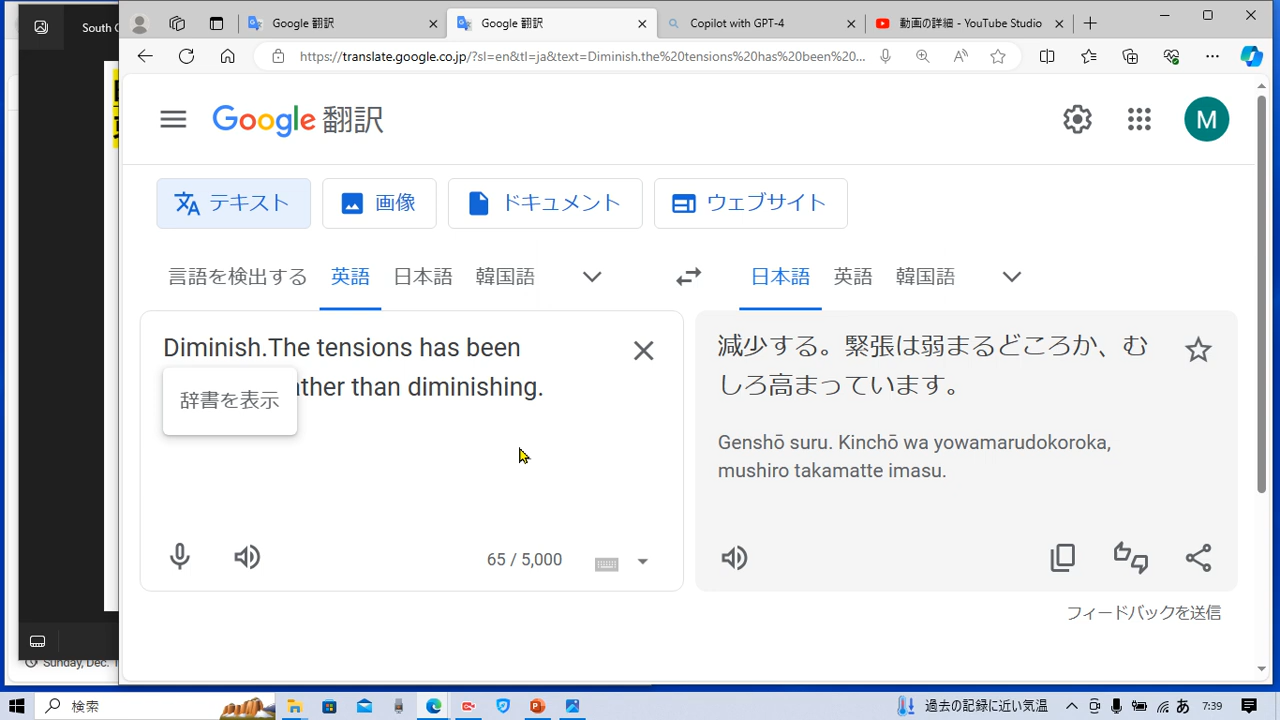 South
Google 翻訳
Google 翻訳
Copilot with GPT-4
動画の詳細 - YouTube Studio
https://translate.google.co.jp/?sl=en&tl=ja&text=Diminish.the%20tensions%20has%20been%20...
Google 翻訳
M
テキスト
画像
ドキュメント
ウェブサイト
言語を検出する
英語
日本語
韓国語
日本語
英語
韓国語
Diminish.The tensions has been
ather than diminishing.
辞書を表示
65 / 5,000
減少する。緊張は弱まるどころか、む
しろ高まっています。
Genshō suru. Kinchō wa yowamarudokoroka,
mushiro takamatte imasu.
フィードバックを送信
Sunday, Dec. 1
検索
過去の記録に近い気温
あ
7:39